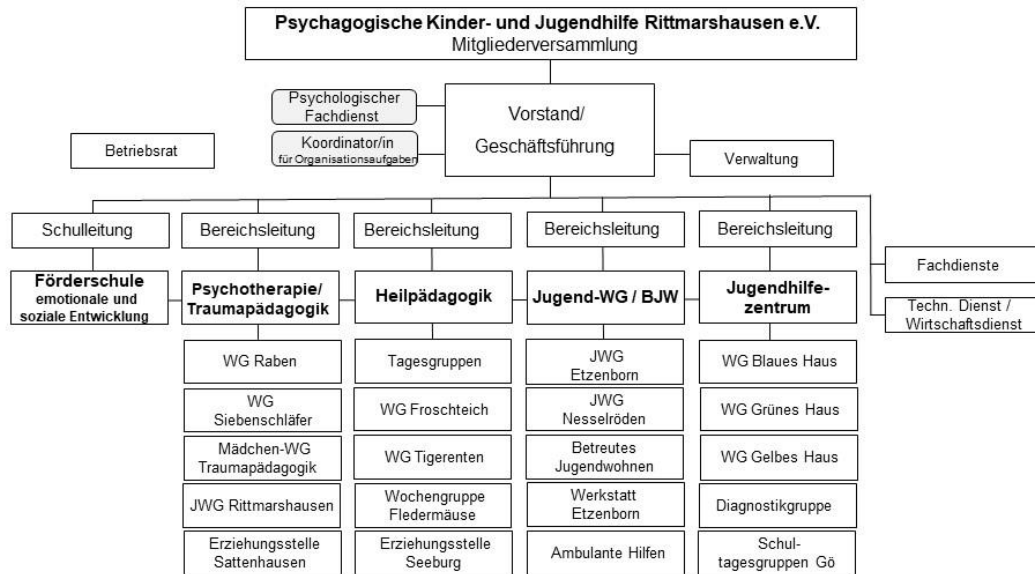 Psychagogische Kinder- und Jugendhilfe Rittmarshausen e.V.
Mitgliederversammlung
Psychologischer
Fachdienst
Vorstand/
Geschäftsführung
Koordinator/in
für Organisationsaufgaben
Betriebsrat
Verwaltung
Schulleitung
Bereichsleitung
Bereichsleitung
Bereichsleitung
Bereichsleitung
Fachdienste
Techn. Dienst /
Wirtschaftsdienst
Förderschule
emotionale und
soziale Entwicklung
Psychotherapie/
Traumapädagogik
Heilpädagogik
Jugend-WG / BJW
Jugendhilfe-
zentrum
WG Raben
Tagesgruppen
JWG
Etzenborn
WG Blaues Haus
WG
Siebenschläfer
WG Froschteich
JWG
Nesselröden
WG Grünes Haus
Mädchen-WG
Traumapädagogik
WG Tigerenten
Betreutes
Jugendwohnen
WG Gelbes Haus
JWG Rittmarshausen
Wochengruppe
Fledermäuse
Werkstatt
Etzenborn
Diagnostikgruppe
Erziehungsstelle
Sattenhausen
Erziehungsstelle
Seeburg
Ambulante Hilfen
Schul-
tagesgruppen Gö